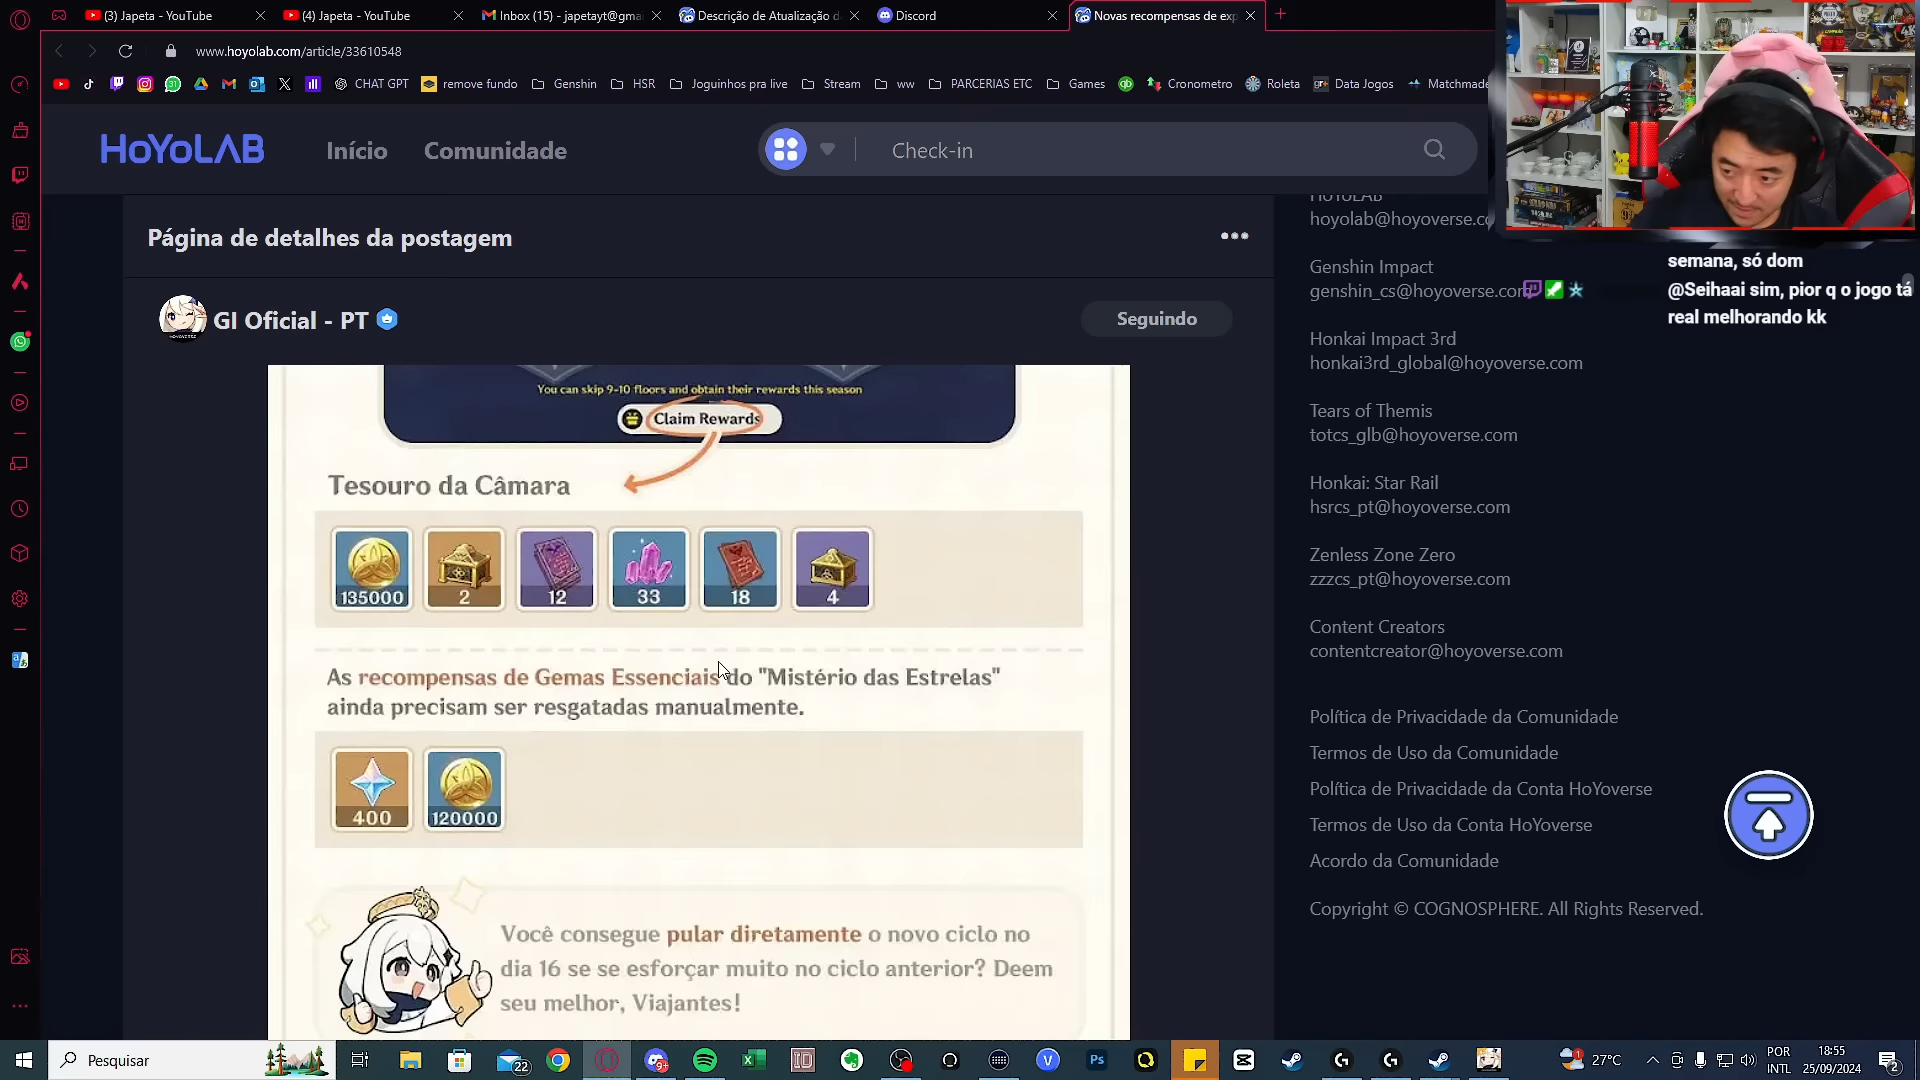 (3) Japeta - YouTube
(4) Japeta - YouTube
Inbox (15) - japetayt@gma
Descrição de Atualização d
Discord
Novas recompensas de exp
www.hoyolab.com/article/33610548
CHAT GPT
remove fundo
Genshin
HSR
Joguinhos pra live
Stream
ww
PARCERIAS ETC
Games
Cronometro
Roleta
Data Jogos
Matchmade
HoYoLAB
Início
Comunidade
Check-in
Página de detalhes da postagem
GI Oficial - PT
Seguindo
You can skip 9-10 floors and obtain their rewards this season
Claim Rewards
Tesouro da Câmara
135000
2
12
33
18
4
As recompensas de Gemas Essenciais do "Mistério das Estrelas"
ainda precisam ser resgatadas manualmente.
400
120000
Você consegue pular diretamente o novo ciclo no
dia 16 se se esforçar muito no ciclo anterior? Deem
seu melhor, Viajantes!
HoYoLAB
hoyolab@hoyoverse.co
Genshin Impact
genshin_cs@hoyoverse.com
Honkai Impact 3rd
honkai3rd_global@hoyoverse.com
Tears of Themis
totcs_glb@hoyoverse.com
Honkai: Star Rail
hsrcs_pt@hoyoverse.com
Zenless Zone Zero
zzzcs_pt@hoyoverse.com
Content Creators
contentcreator@hoyoverse.com
Política de Privacidade da Comunidade
Termos de Uso da Comunidade
Política de Privacidade da Conta HoYoverse
Termos de Uso da Conta HoYoverse
Acordo da Comunidade
Copyright © COGNOSPHERE. All Rights Reserved.
semana, só dom
@Seihaai sim, pior q o jogo tá
real melhorando kk
Pesquisar
22
9+
Ps
27°C
POR
INTL
18:55
25/09/2024
2